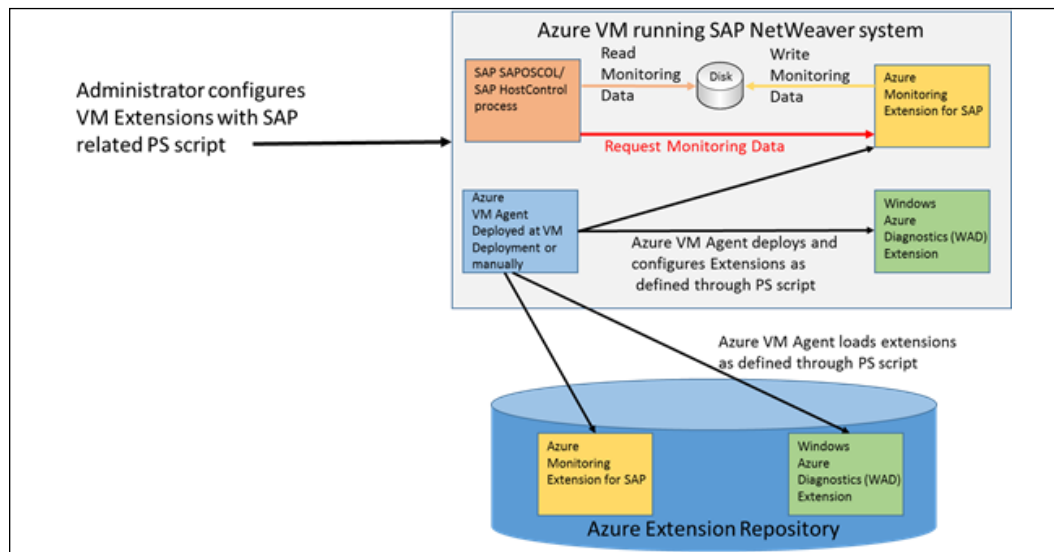 Azure VM running SAP NetWeaver system
Administrator configures
VM Extensions with SAP
related PS script
SAP SAPOSCOL/
SAP HostControl
process
Read
Monitoring
Data
Disk
Write
Monitoring
Data
Azure
Monitoring
Extension for SAP
Request Monitoring Data
Azure
VM Agent
Deployed at VM
Deployment or
manually
Windows
Azure
Diagnostics (WAD)
Extension
Azure VM Agent deploys and
configures Extensions as
defined through PS script
Azure VM Agent loads extensions
as defined through PS script
Azure
Monitoring
Extension for SAP
Windows
Azure
Diagnostics (WAD)
Extension
Azure Extension Repository